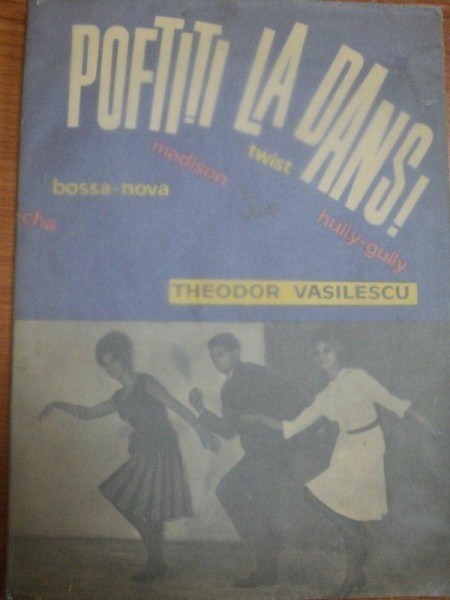 POFTIȚI LA DANS!
madison
twist
bossa-nova
-cha
hully-gully
THEODOR VASILESCU